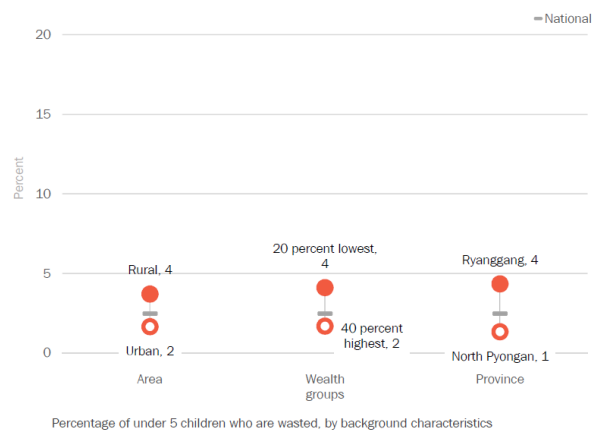 National
20
15
10
5
0
Percent
Rural, 4
Urban, 2
20 percent lowest,
4
40 percent
highest, 2
Ryanggang, 4
North Pyongan, 1
Area
Wealth
groups
Province
Percentage of under 5 children who are wasted, by background characteristics